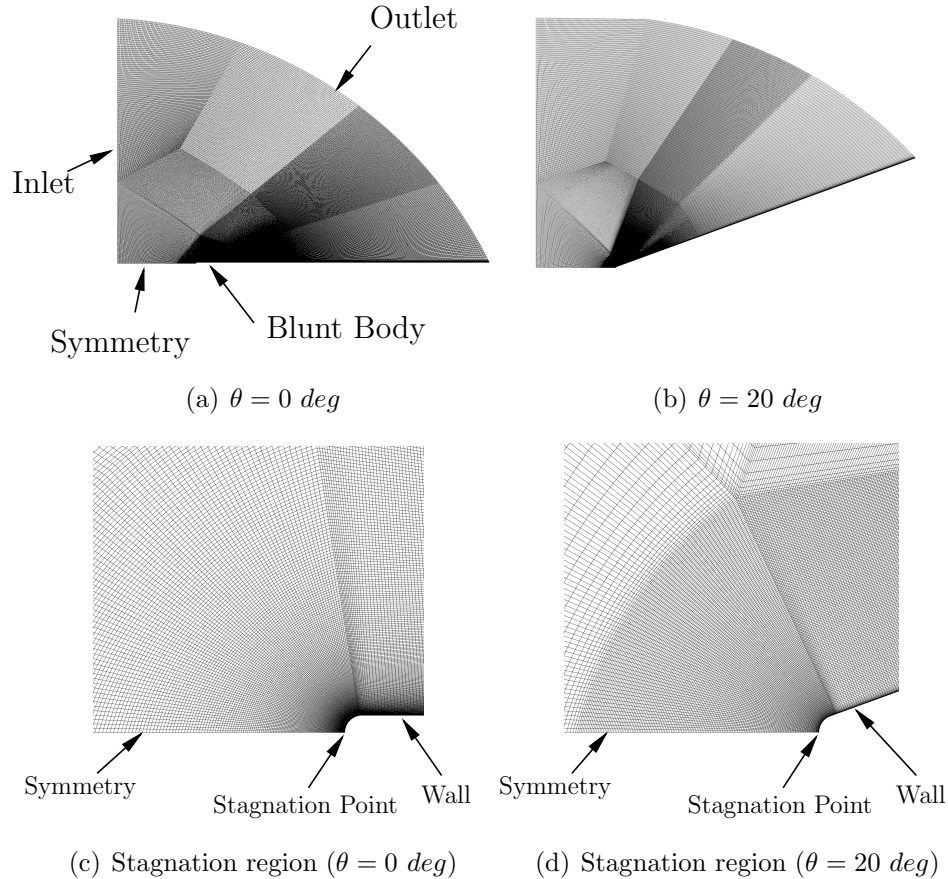 Outlet
Inlet
Symmetry
Blunt Body
(a) θ = 0 deg
(b) θ = 20 deg
Symmetry
Stagnation Point
Wall
Symmetry
Stagnation Point
Wall
(c) Stagnation region (θ = 0 deg)
(d) Stagnation region (θ = 20 deg)